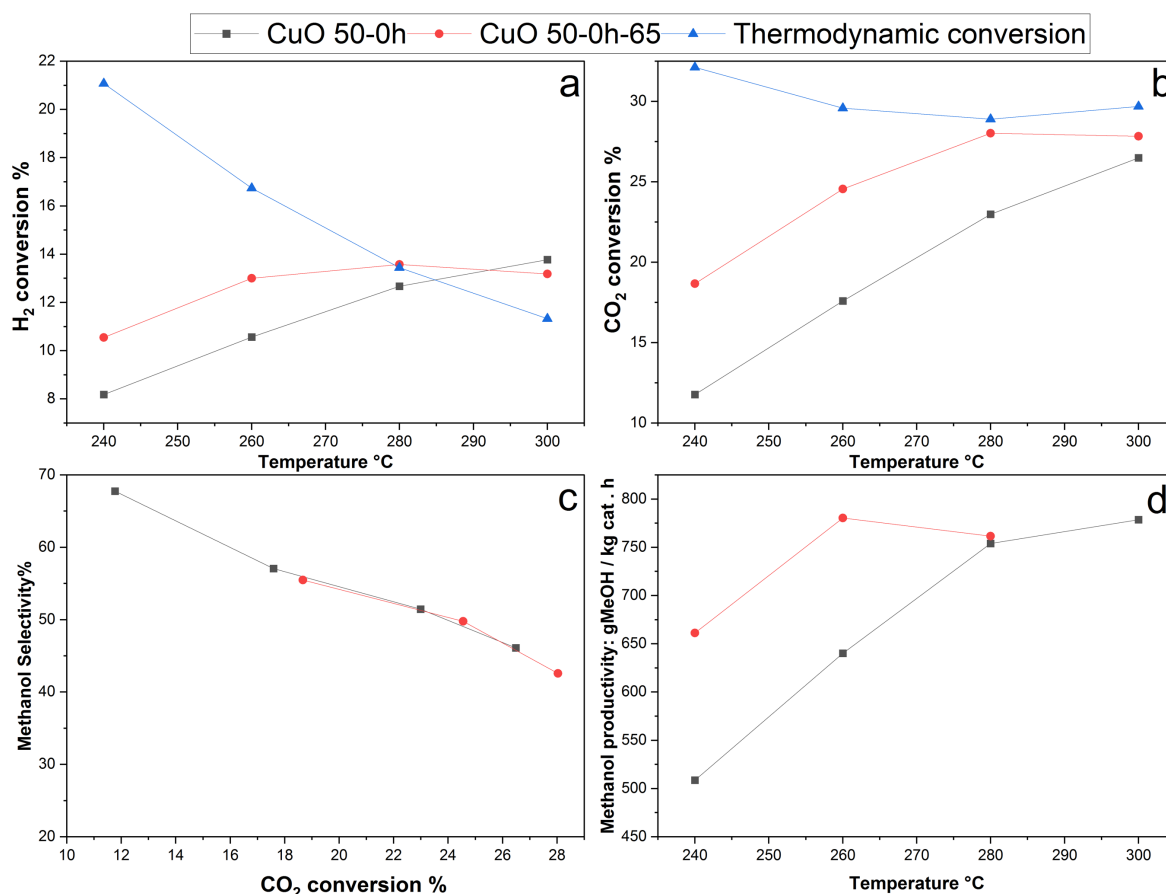 CuO 50-0h CuO 50-0h-65 Thermodynamic conversion
a
H2 conversion %
22
20
18
16
14
12
10
8
240 250 260 270 280 290 300
Temperature °C
b
CO2 conversion %
30
25
20
15
10
240 250 260 270 280 290 300
Temperature °C
c
Methanol Selectivity%
70
60
50
40
30
20
10 12 14 16 18 20 22 24 26 28
CO2 conversion %
d
Methanol productivity: gMeOH / kg cat . h
800
750
700
650
600
550
500
450
240 250 260 270 280 290 300
Temperature °C